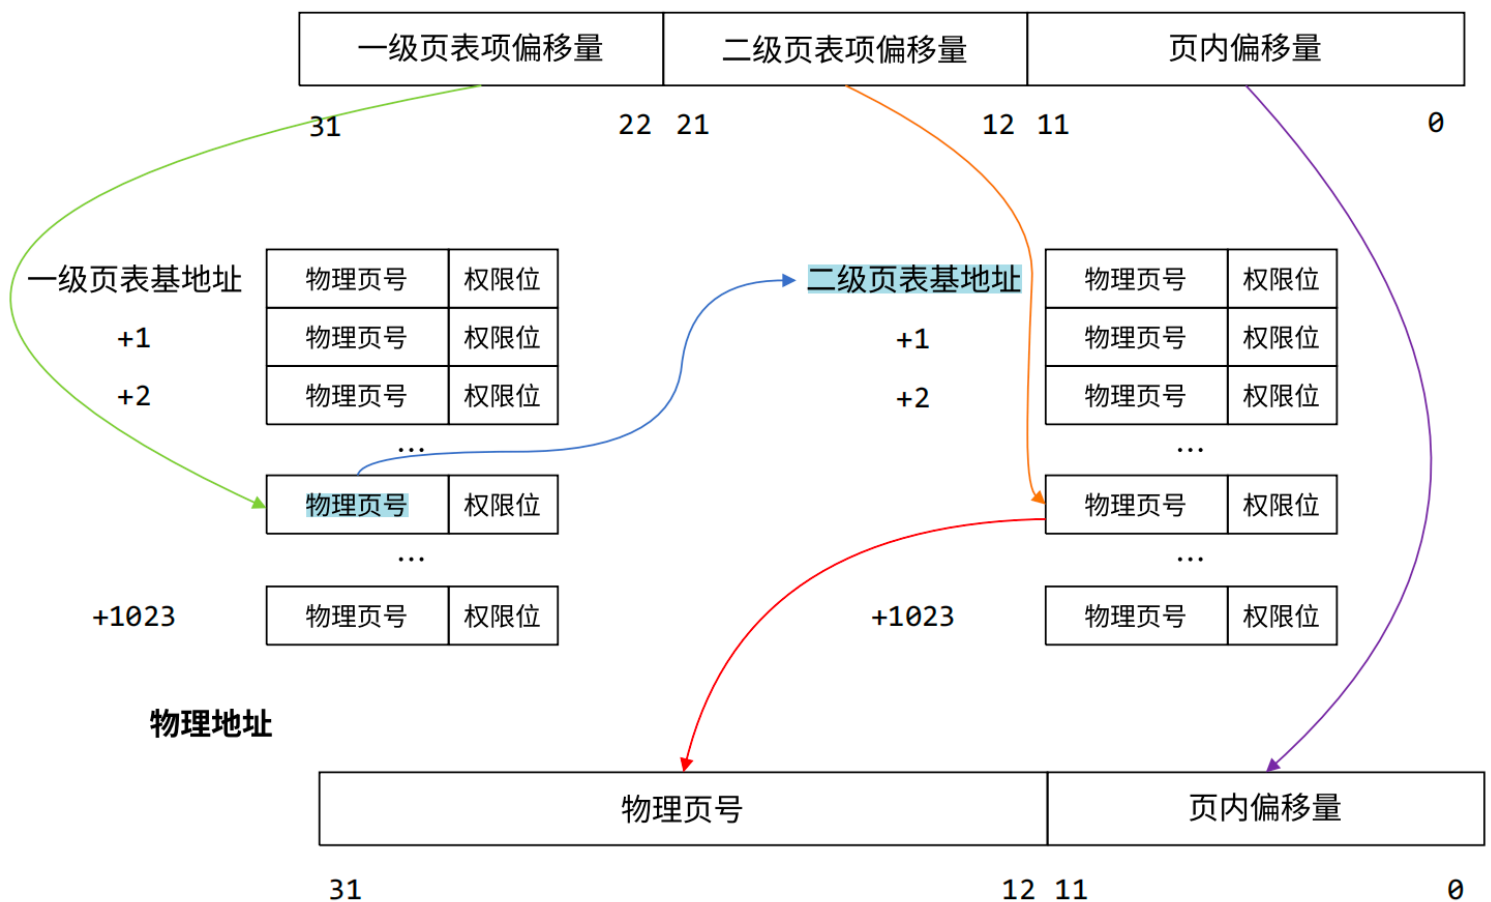 一级页表项偏移量 二级页表项偏移量 页内偏移量
31 22 21 12 11 0
一级页表基地址 物理页号 权限位 二级页表基地址 物理页号 权限位
+1 物理页号 权限位 +1 物理页号 权限位
+2 物理页号 权限位 +2 物理页号 权限位
... ...
物理页号 权限位 物理页号 权限位
... ...
+1023 物理页号 权限位 +1023 物理页号 权限位
物理地址
物理页号 页内偏移量
31 12 11 0